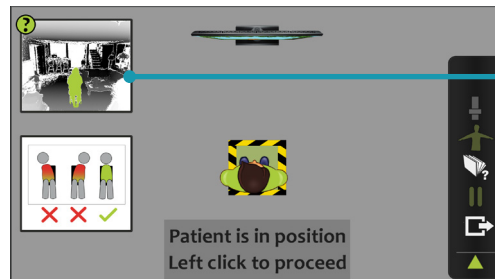 ?
?
Patient is in position
Left click to proceed